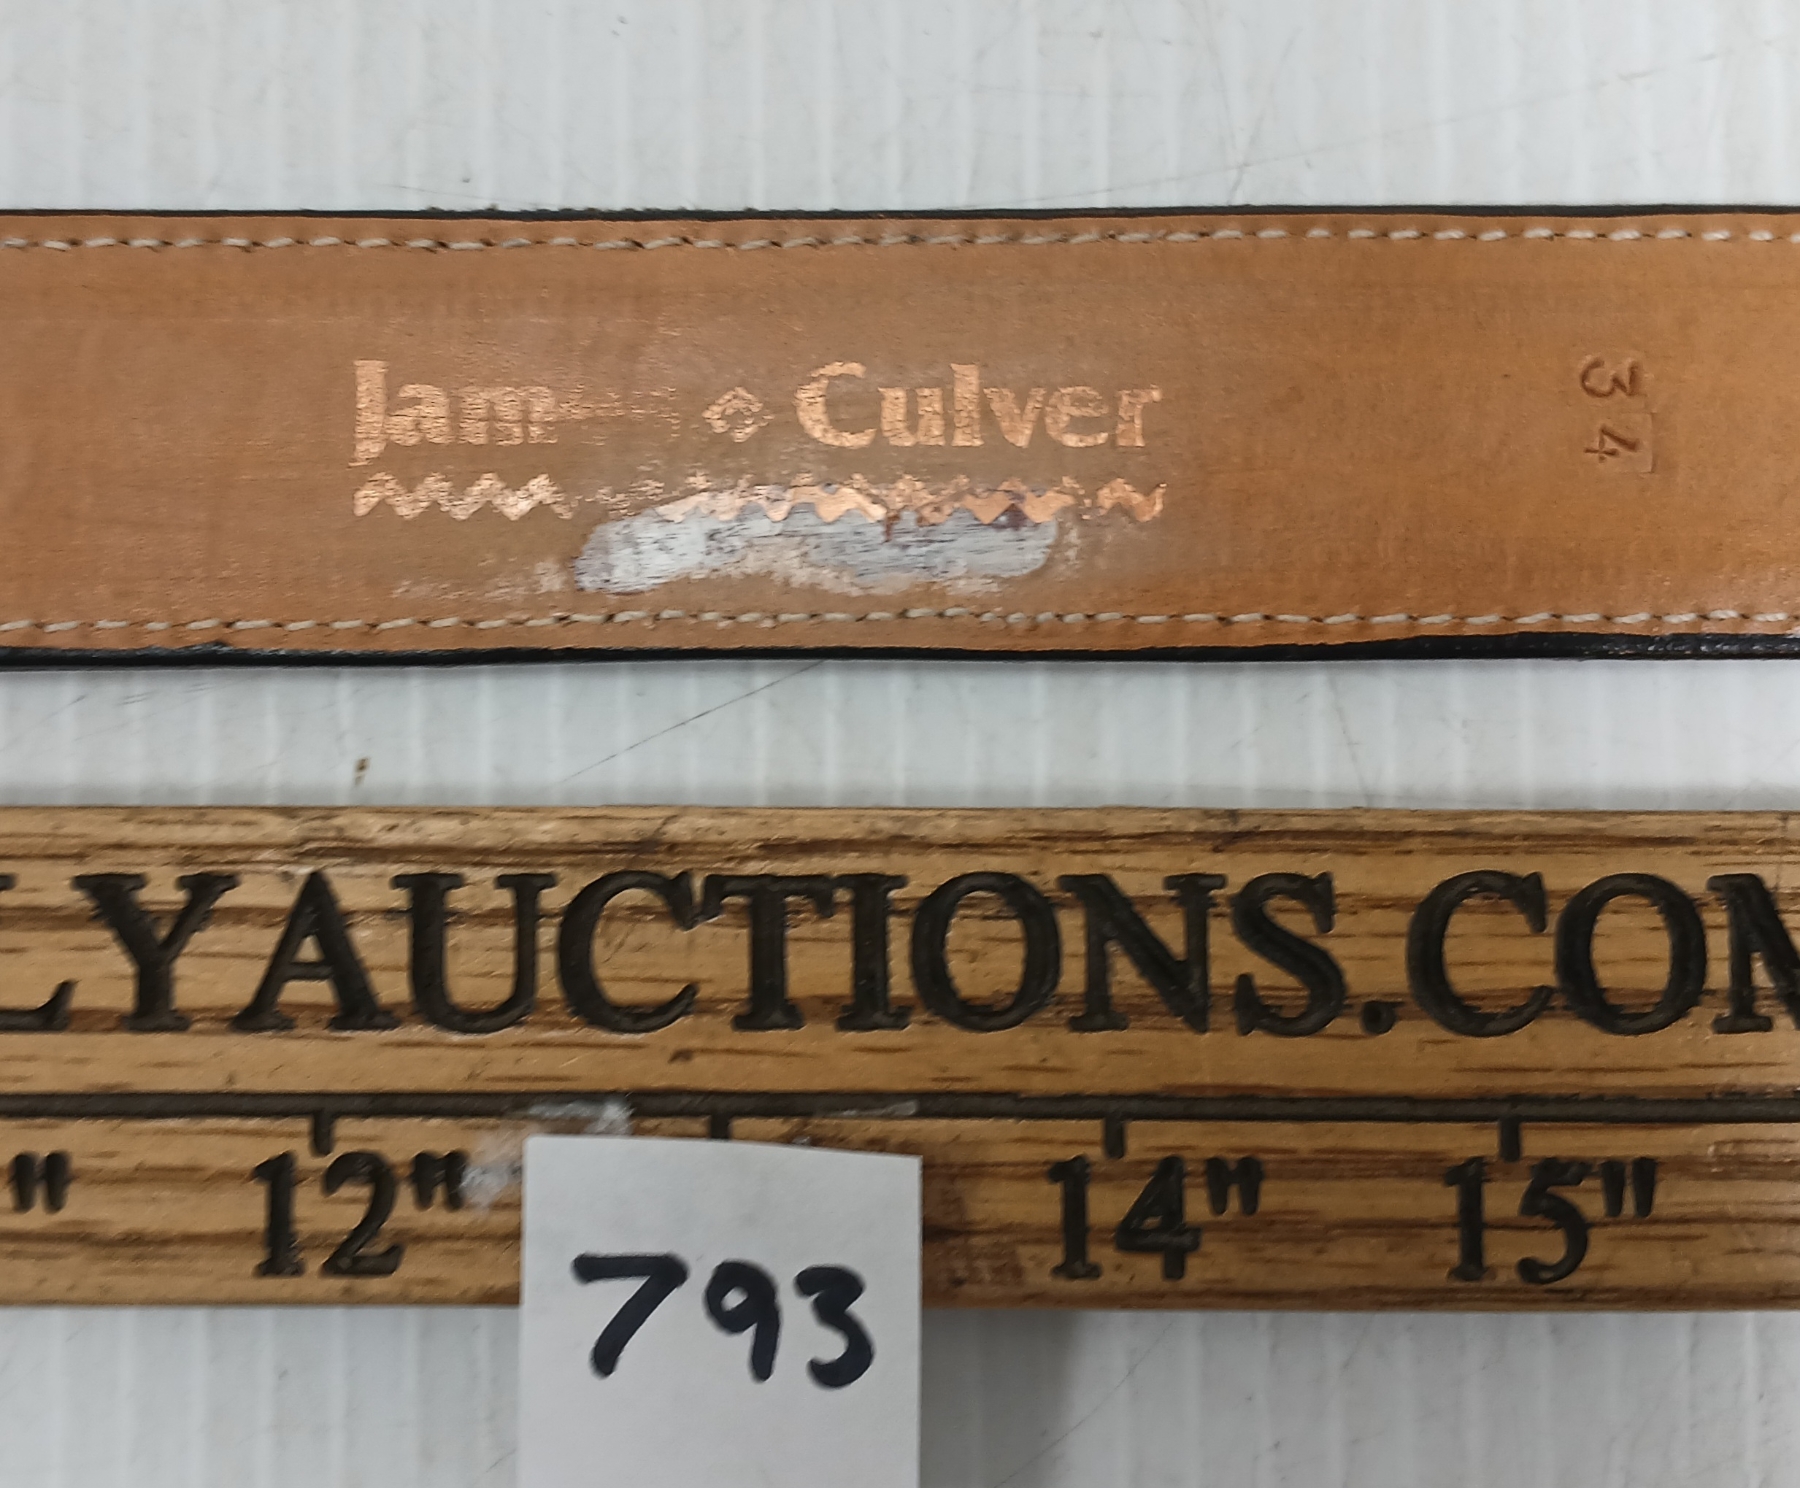 Jam Culver
34
LYAUCTIONS.COM
" 12" 14" 15"
793